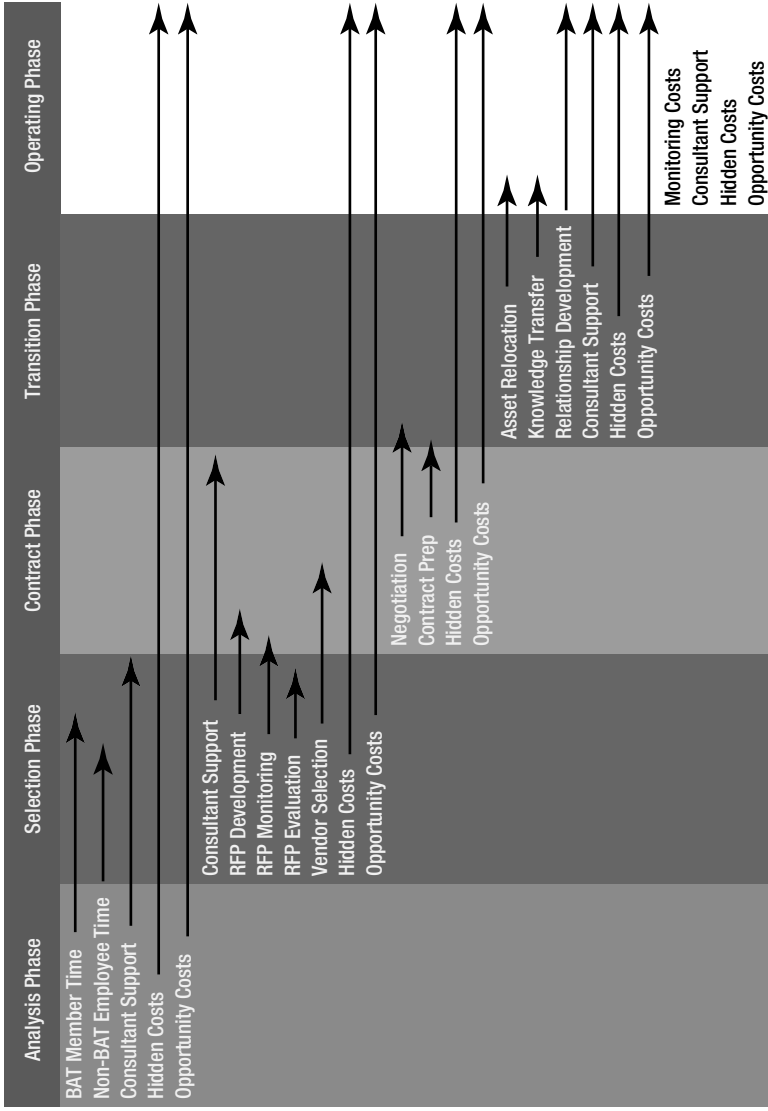 Analysis Phase
Selection Phase
Contract Phase
Transition Phase
Operating Phase
BAT Member Time
Non-BAT Employee Time
Consultant Support
Hidden Costs
Opportunity Costs
Consultant Support
RFP Development
RFP Monitoring
RFP Evaluation
Vendor Selection
Hidden Costs
Opportunity Costs
Negotiation
Contract Prep
Hidden Costs
Opportunity Costs
Asset Relocation
Knowledge Transfer
Relationship Development
Consultant Support
Hidden Costs
Opportunity Costs
Monitoring Costs
Consultant Support
Hidden Costs
Opportunity Costs